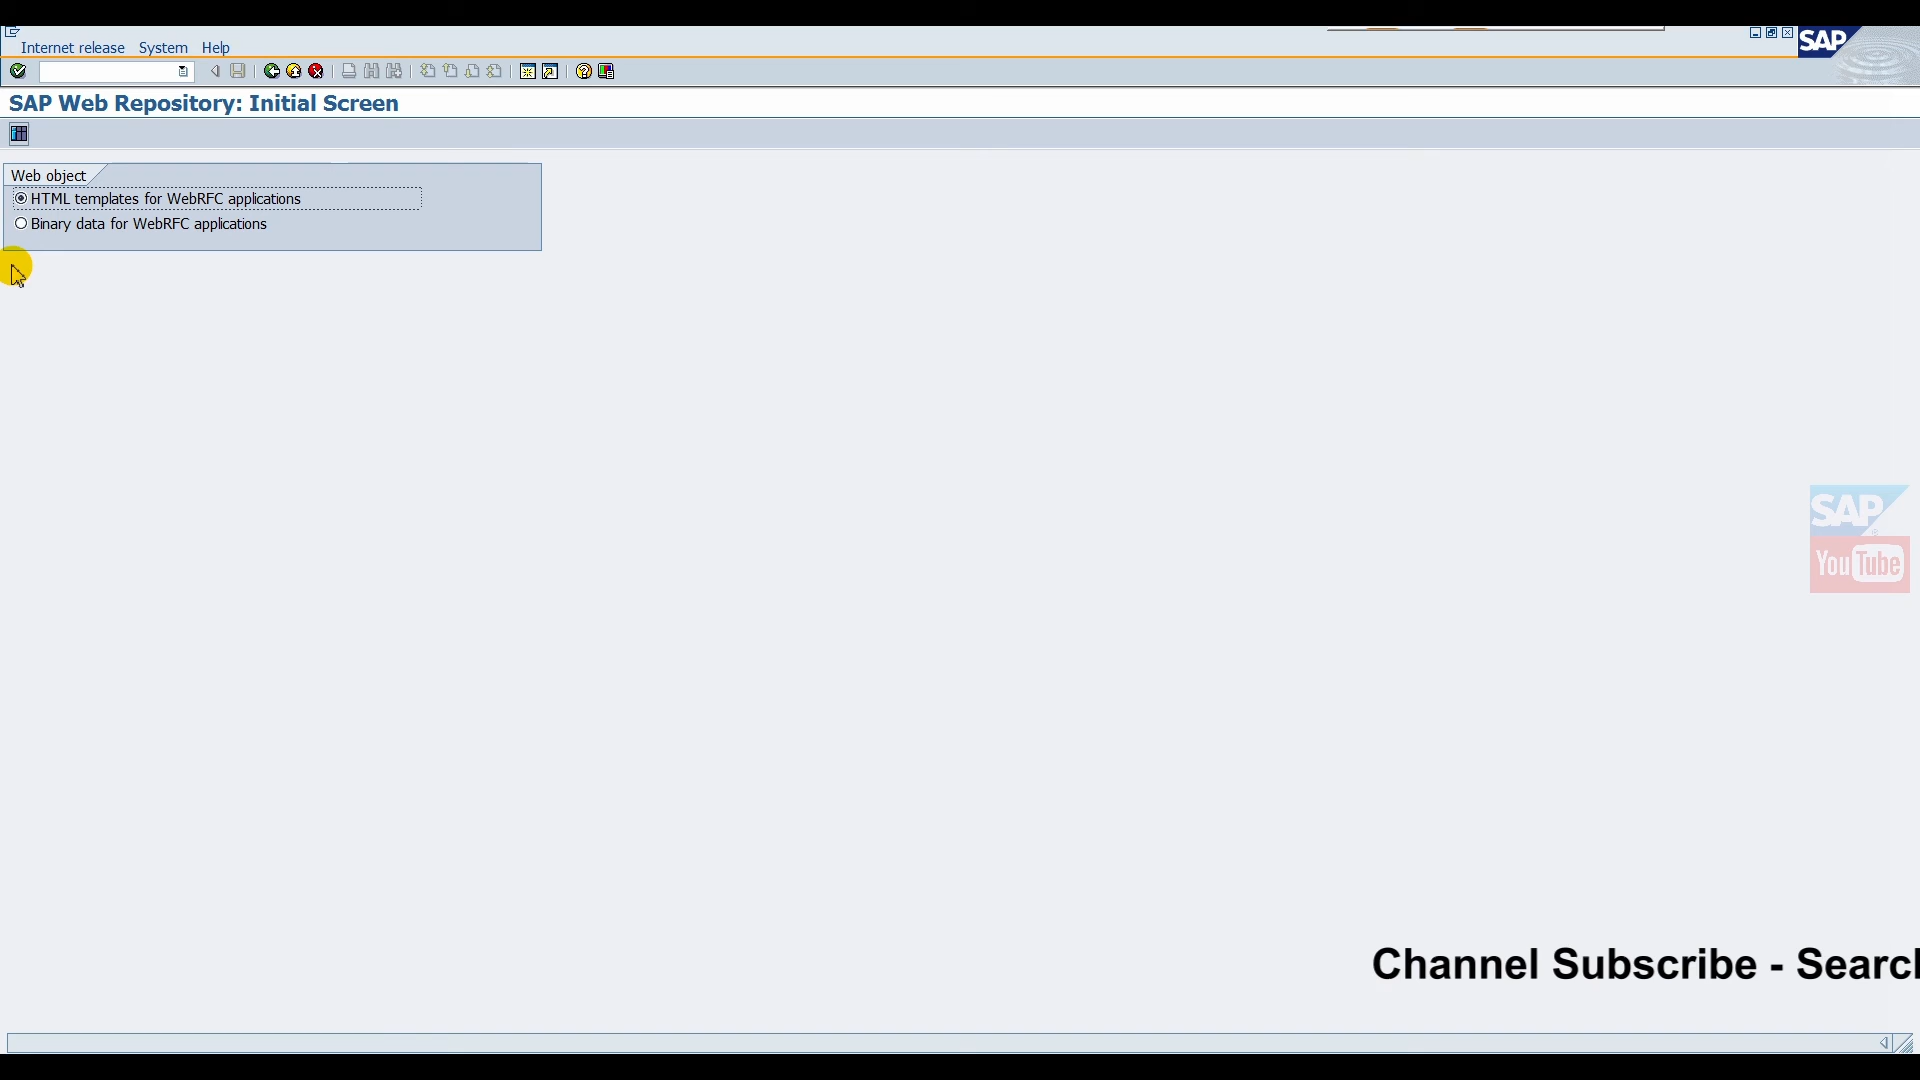 Internet release System Help
SAP
SAP Web Repository: Initial Screen
Web object
HTML templates for WebRFC applications
Binary data for WebRFC applications
SAP
YouTube
Channel Subscribe - Search